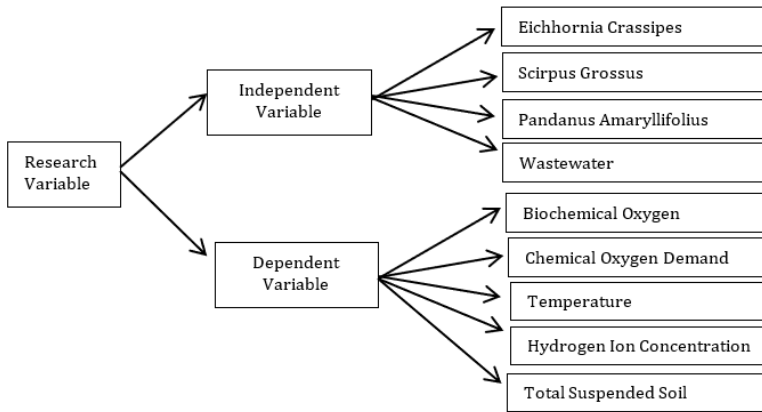 Research
Variable
Independent
Variable
Eichhornia Crassipes
Scirpus Grossus
Pandanus Amaryllifolius
Wastewater
Dependent
Variable
Biochemical Oxygen
Chemical Oxygen Demand
Temperature
Hydrogen Ion Concentration
Total Suspended Soil